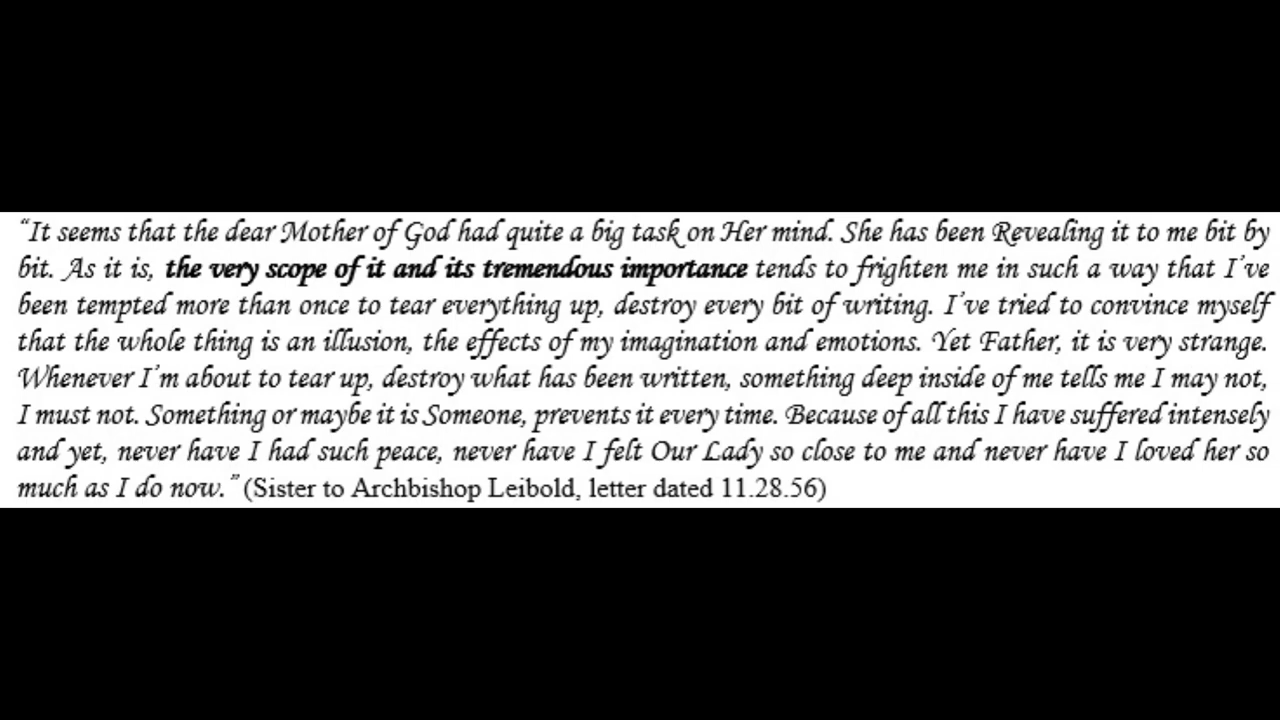 “It seems that the dear Mother of God had quite a big task on Her mind. She has been Revealing it to me bit by
bit. As it is, the very scope of it and its tremendous importance tends to frighten me in such a way that I’ve
been tempted more than once to tear everything up, destroy every bit of writing. I’ve tried to convince myself
that the whole thing is an illusion, the effects of my imagination and emotions. Yet Father, it is very strange.
Whenever I’m about to tear up, destroy what has been written, something deep inside of me tells me I may not,
I must not. Something or maybe it is Someone, prevents it every time. Because of all this I have suffered intensely
and yet, never have I had such peace, never have I felt Our Lady so close to me and never have I loved her so
much as I do now.” (Sister to Archbishop Leibold, letter dated 11.28.56)